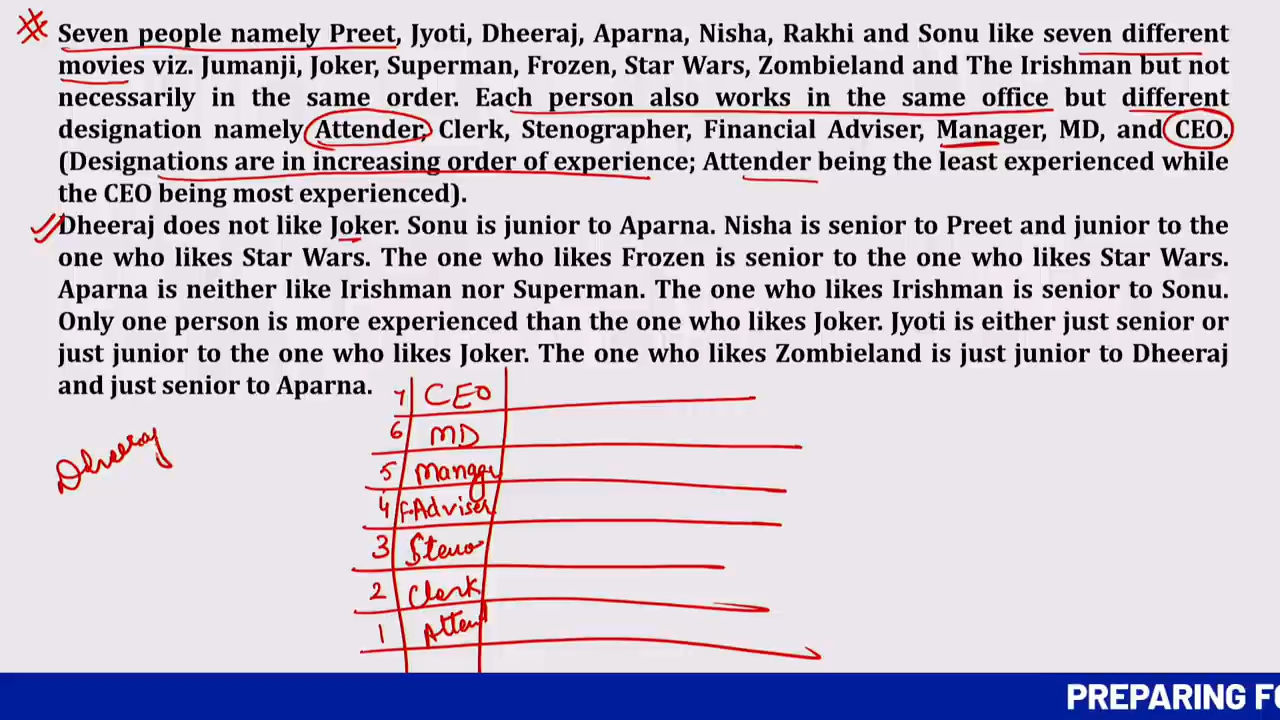 Seven people namely Preet, Jyoti, Dheeraj, Aparna, Nisha, Rakhi and Sonu like seven different
movies viz. Jumanji, Joker, Superman, Frozen, Star Wars, Zombieland and The Irishman but not
necessarily in the same order. Each person also works in the same office but different
designation namely Attender, Clerk, Stenographer, Financial Adviser, Manager, MD, and CEO.
(Designations are in increasing order of experience; Attender being the least experienced while
the CEO being most experienced).
Dheeraj does not like Joker. Sonu is junior to Aparna. Nisha is senior to Preet and junior to the
one who likes Star Wars. The one who likes Frozen is senior to the one who likes Star Wars.
Aparna is neither like Irishman nor Superman. The one who likes Irishman is senior to Sonu.
Only one person is more experienced than the one who likes Joker. Jyoti is either just senior or
just junior to the one who likes Joker. The one who likes Zombieland is just junior to Dheeraj
and just senior to Aparna.
7 CEO
6 MD
Dheeraj
5 Manger
4 F.Adviser
3 Steno
2 Clerk
1 Atten
PREPARING FO